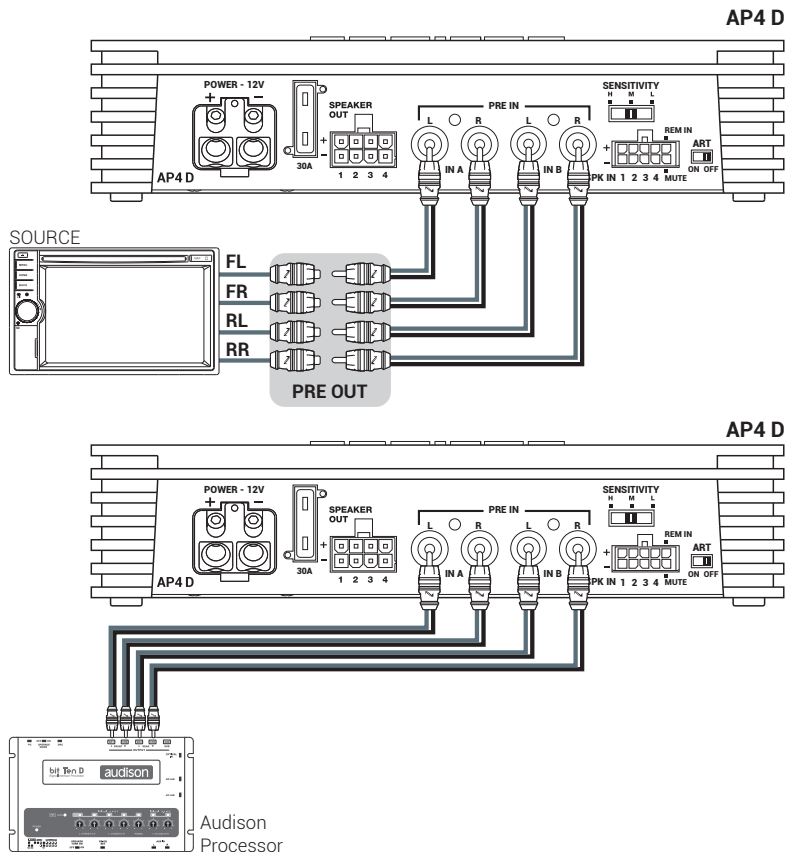 AP4 D
POWER - 12V
+ −
30A
SPEAKER
OUT
+
−
1 2 3 4
PRE IN
L R L R
IN A IN B
SENSITIVITY
H M L
REM IN
ART
ON OFF
+
−
PK IN 1 2 3 4 MUTE
AP4 D
SOURCE
FL
FR
RL
RR
PRE OUT
AP4 D
POWER - 12V
+ −
30A
SPEAKER
OUT
+
−
1 2 3 4
PRE IN
L R L R
IN A IN B
SENSITIVITY
H M L
REM IN
ART
ON OFF
+
−
PK IN 1 2 3 4 MUTE
AP4 D
OUTPUT
bit Ten D
audison
Audison
Processor